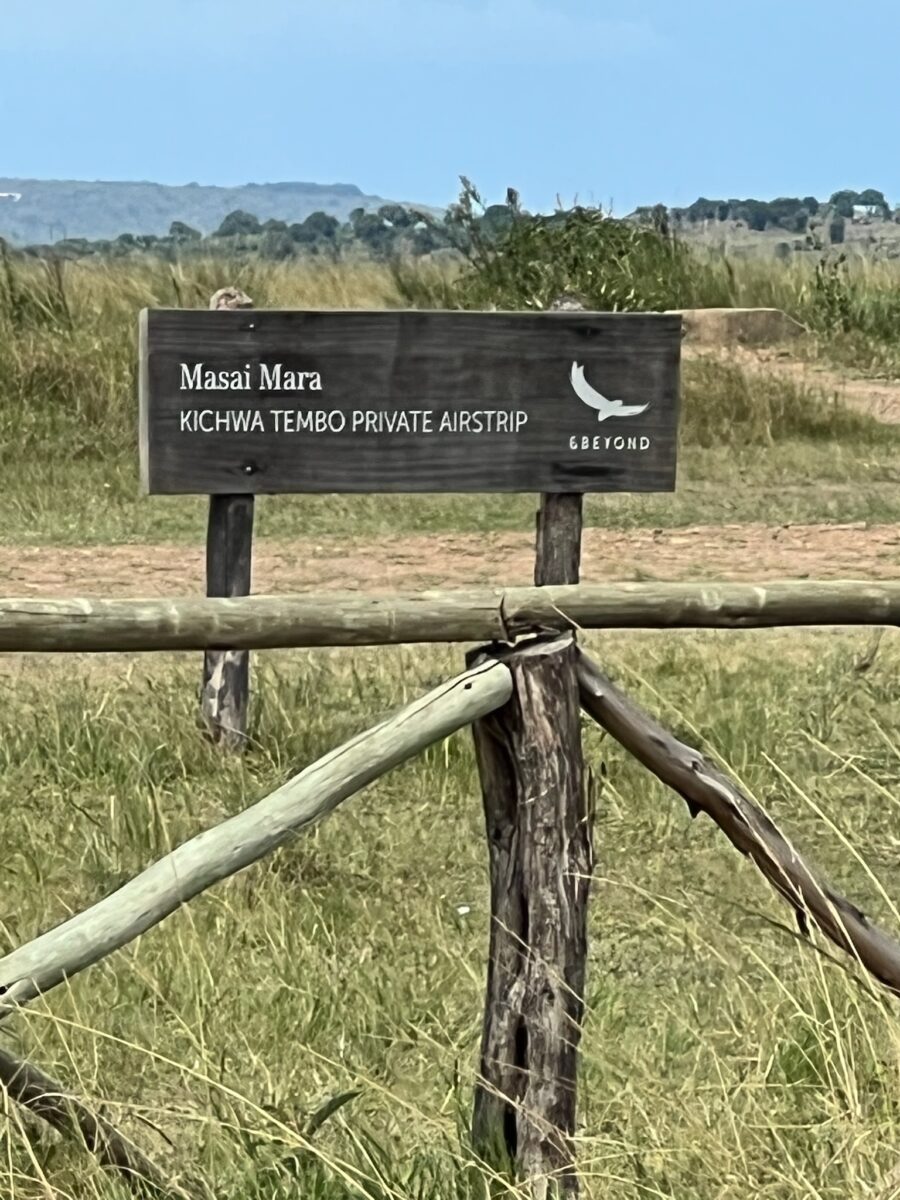 Masai Mara
KICHWA TEMBO PRIVATE AIRSTRIP
&BEYOND